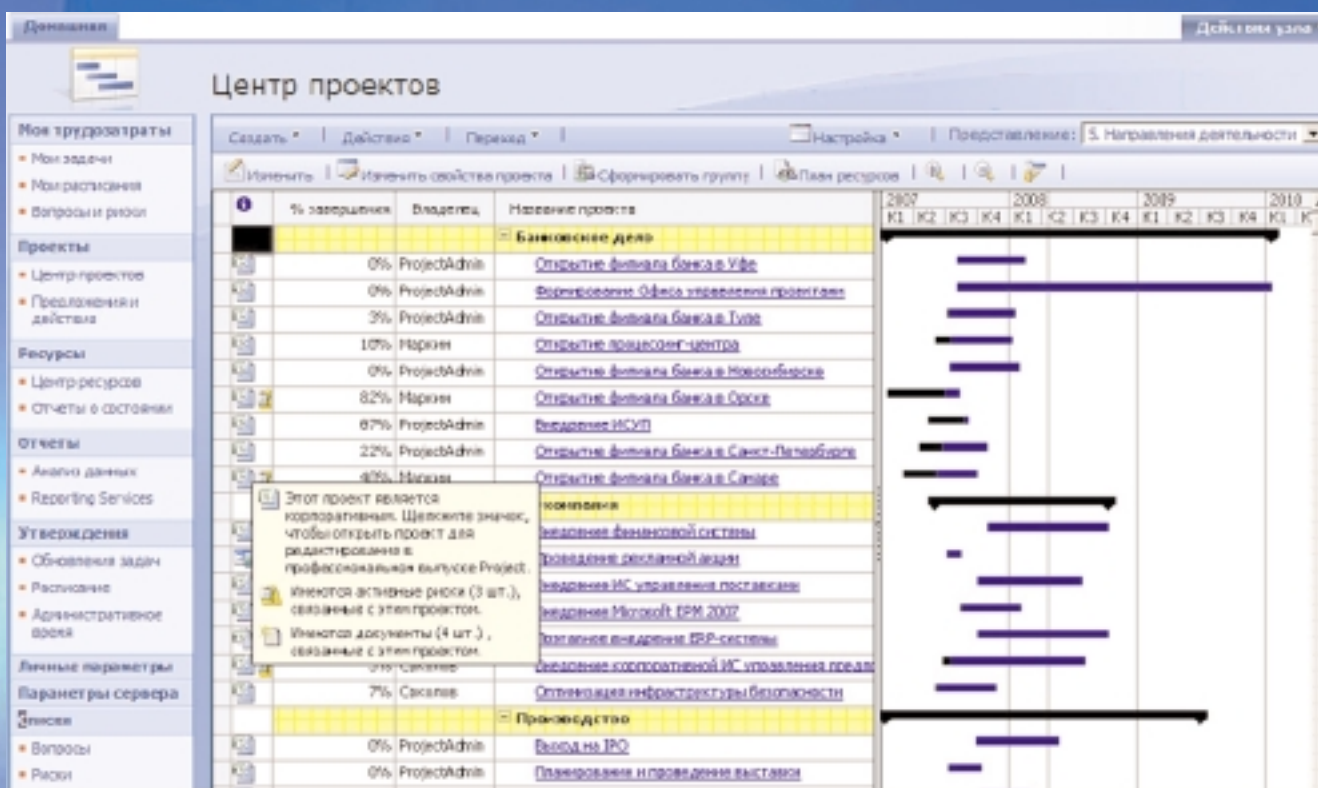 Домашняя
Действия узла
Центр проектов
Мои трудозатраты
Мои задачи
Мои расписания
Вопросы и риски
Проекты
Центр проектов
Предложения и
действия
Ресурсы
Центр ресурсов
Отчеты о состоянии
Отчеты
Анализ данных
Reporting Services
Утверждения
Обновления задач
Расписание
Административное
время
Личные параметры
Параметры сервера
Списки
Вопросы
Риски
Создать | Действия | Переход | Настройка | Представление: 5. Направления деятельности
Изменить | Изменить свойства проекта | Сформировать группу | План ресурсов
% завершения Владелец Название проекта
2007 2008 2009 2010
К1 К2 К3 К4 К1 К2 К3 К4 К1 К2 К3 К4 К1
Банковское дело
0% ProjectAdmin Открытие филиала банка в Уфе
0% ProjectAdmin Формирование Офиса управления проектами
3% ProjectAdmin Открытие филиала банка в Туле
10% Маркин Открытие процессинг-центра
0% ProjectAdmin Открытие филиала банка в Новосибирске
82% Маркин Открытие филиала банка в Орске
87% ProjectAdmin Внедрение ИСУП
22% ProjectAdmin Открытие филиала банка в Санкт-Петербурге
40% Маркин Открытие филиала банка в Самаре
компания
Внедрение финансовой системы
Проведение рекламной акции
Внедрение ИС управления поставками
Внедрение Microsoft EPM 2007
Поэтапное внедрение ERP-системы
Соколов Внедрение корпоративной ИС управления предп
7% Соколов Оптимизация инфраструктуры безопасности
Производство
0% ProjectAdmin Выход на IPO
0% ProjectAdmin Планирование и проведение выставки
Этот проект является
корпоративным. Щелкните значок,
чтобы открыть проект для
редактирования в
профессиональном выпуске Project.
Имеются активные риски (3 шт.),
связанные с этим проектом.
Имеются документы (4 шт.) ,
связанные с этим проектом.